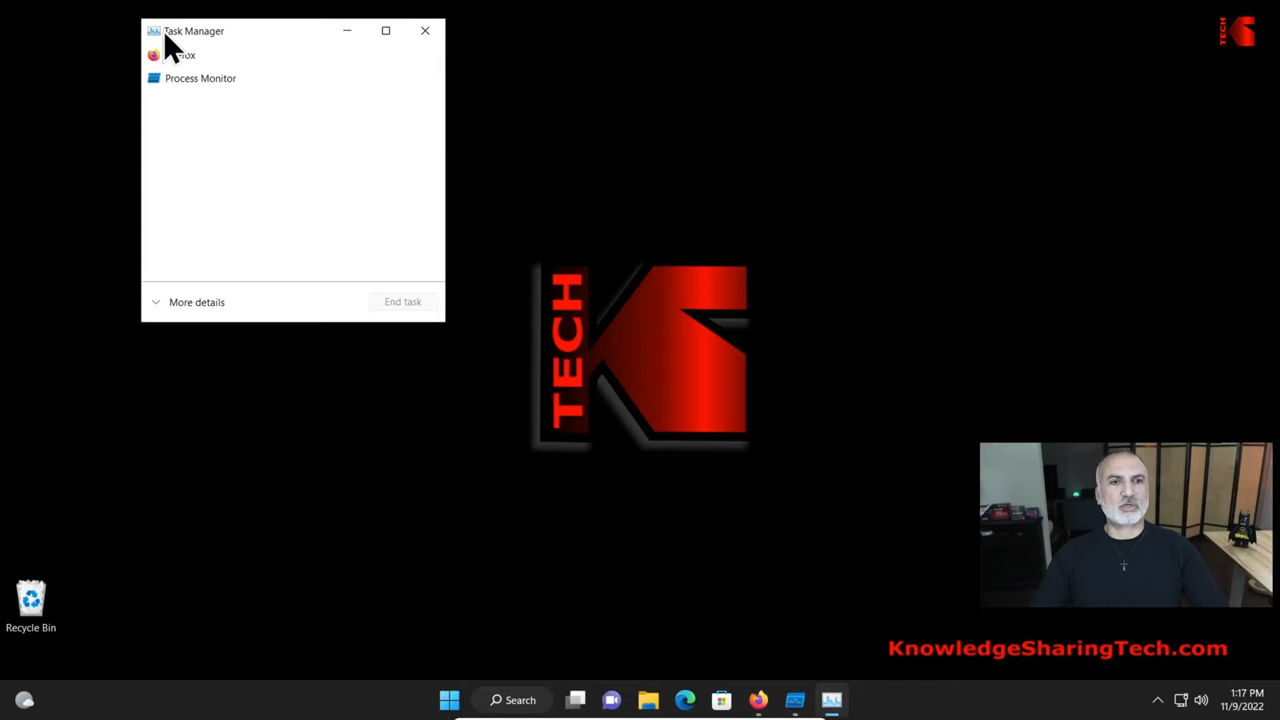 Task Manager
Process Monitor
More details
End task
TECH
TECH
Recycle Bin
KnowledgeSharingTech.com
Search
1:17 PM
11/9/2022